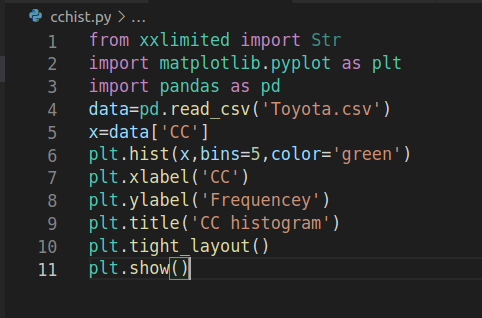 cchist.py > ...
1 from xxlimited import Str
2 import matplotlib.pyplot as plt
3 import pandas as pd
4 data=pd.read_csv('Toyota.csv')
5 x=data['CC']
6 plt.hist(x,bins=5,color='green')
7 plt.xlabel('CC')
8 plt.ylabel('Frequencey')
9 plt.title('CC histogram')
10 plt.tight_layout()
11 plt.show()